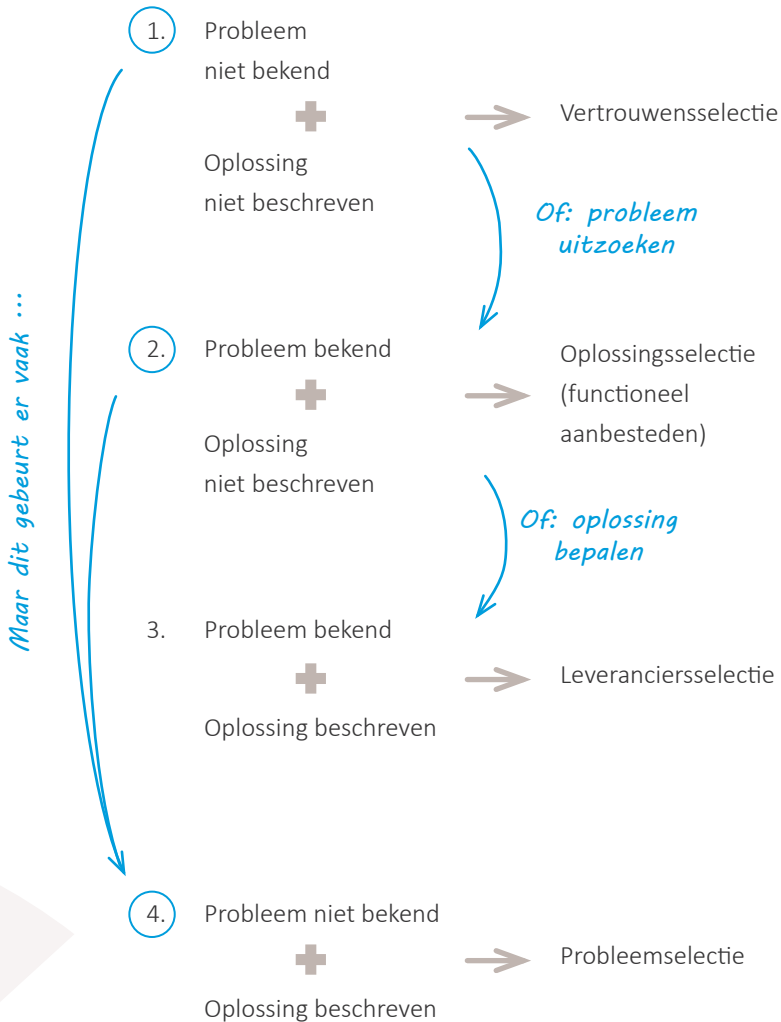 1. Probleem
niet bekend
Vertrouwensselectie
Oplossing
niet beschreven
Of: probleem
uitzoeken
Maar dit gebeurt er vaak ...
2. Probleem bekend
Oplossingsselectie
(functioneel
aanbesteden)
Oplossing
niet beschreven
Of: oplossing
bepalen
3. Probleem bekend
Leveranciersselectie
Oplossing beschreven
4. Probleem niet bekend
Probleemselectie
Oplossing beschreven